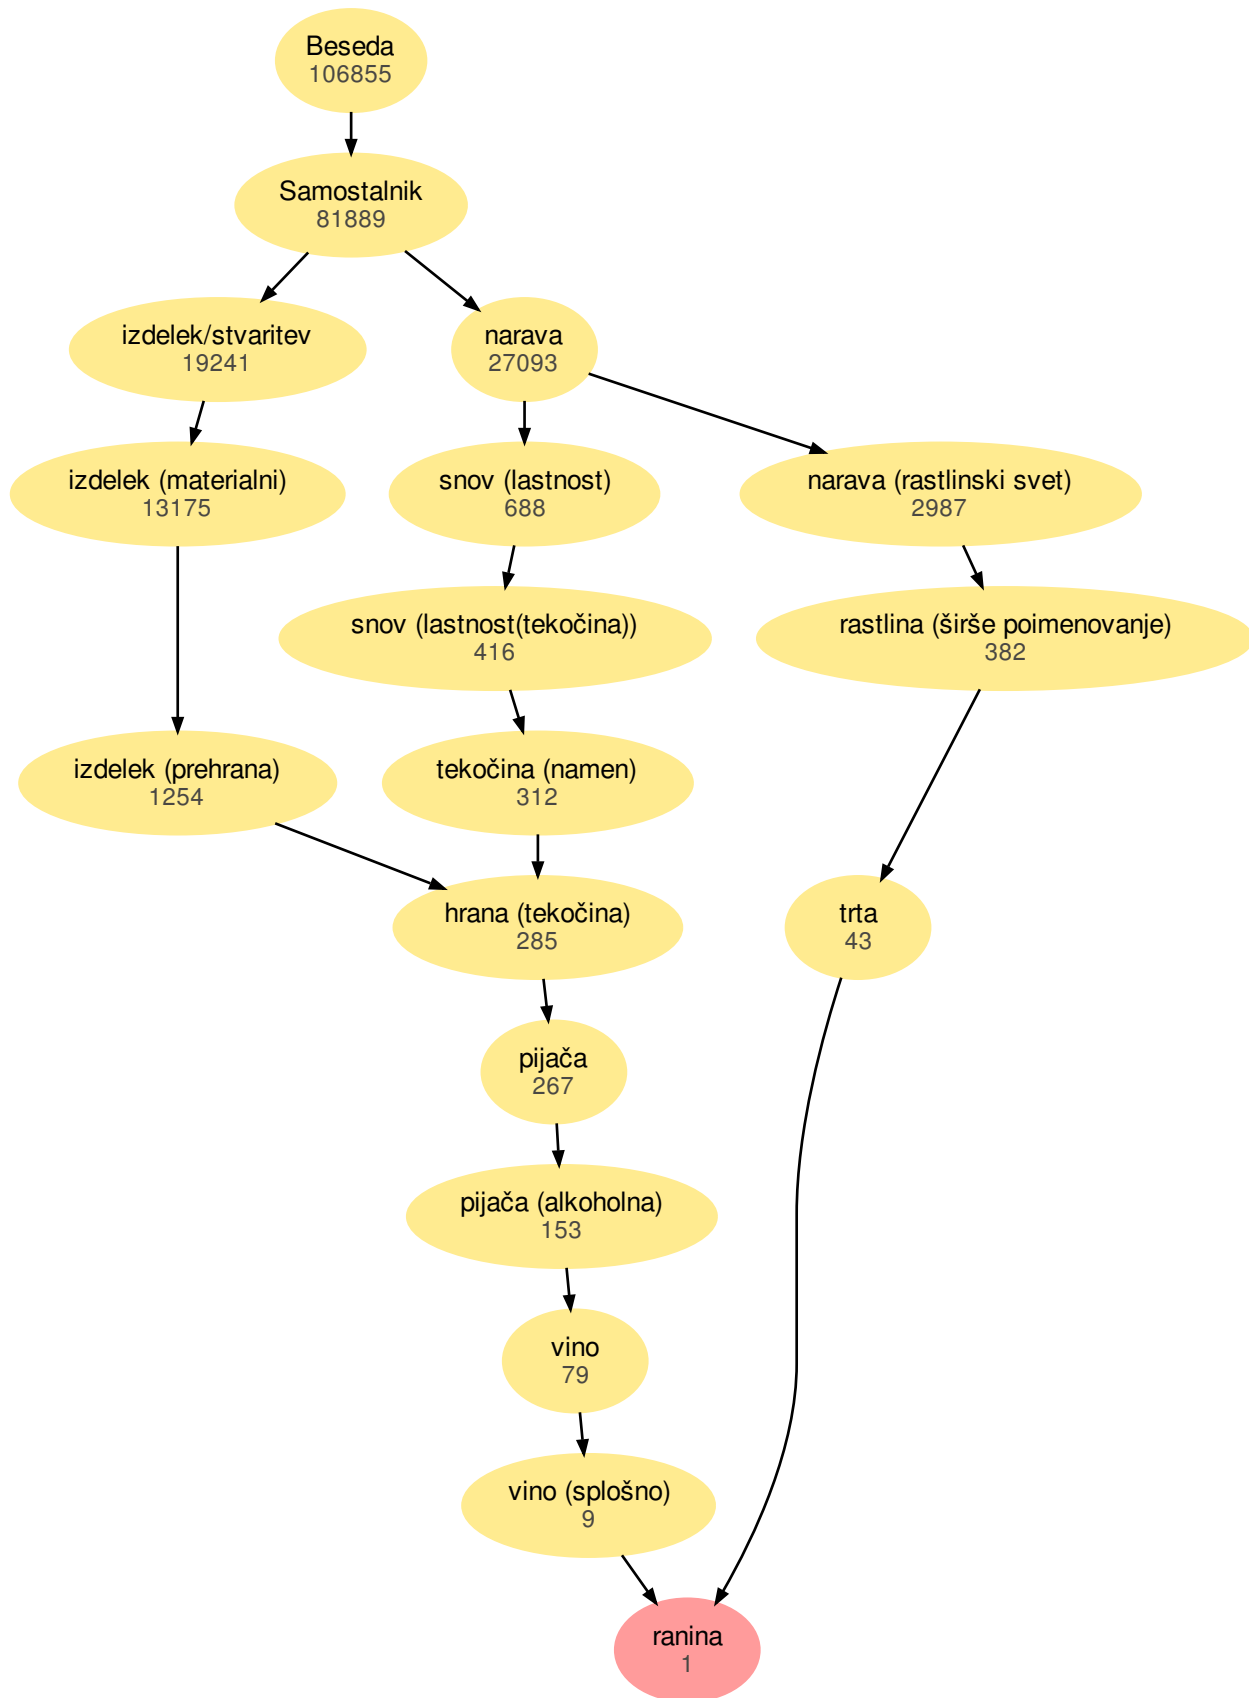 Beseda
106855
Samostalnik
81889
izdelek/stvaritev
19241
narava
27093
izdelek (materialni)
13175
snov (lastnost)
688
narava (rastlinski svet)
2987
snov (lastnost(tekočina))
416
rastlina (širše poimenovanje)
382
izdelek (prehrana)
1254
tekočina (namen)
312
hrana (tekočina)
285
trta
43
pijača
267
pijača (alkoholna)
153
vino
79
vino (splošno)
9
ranina
1